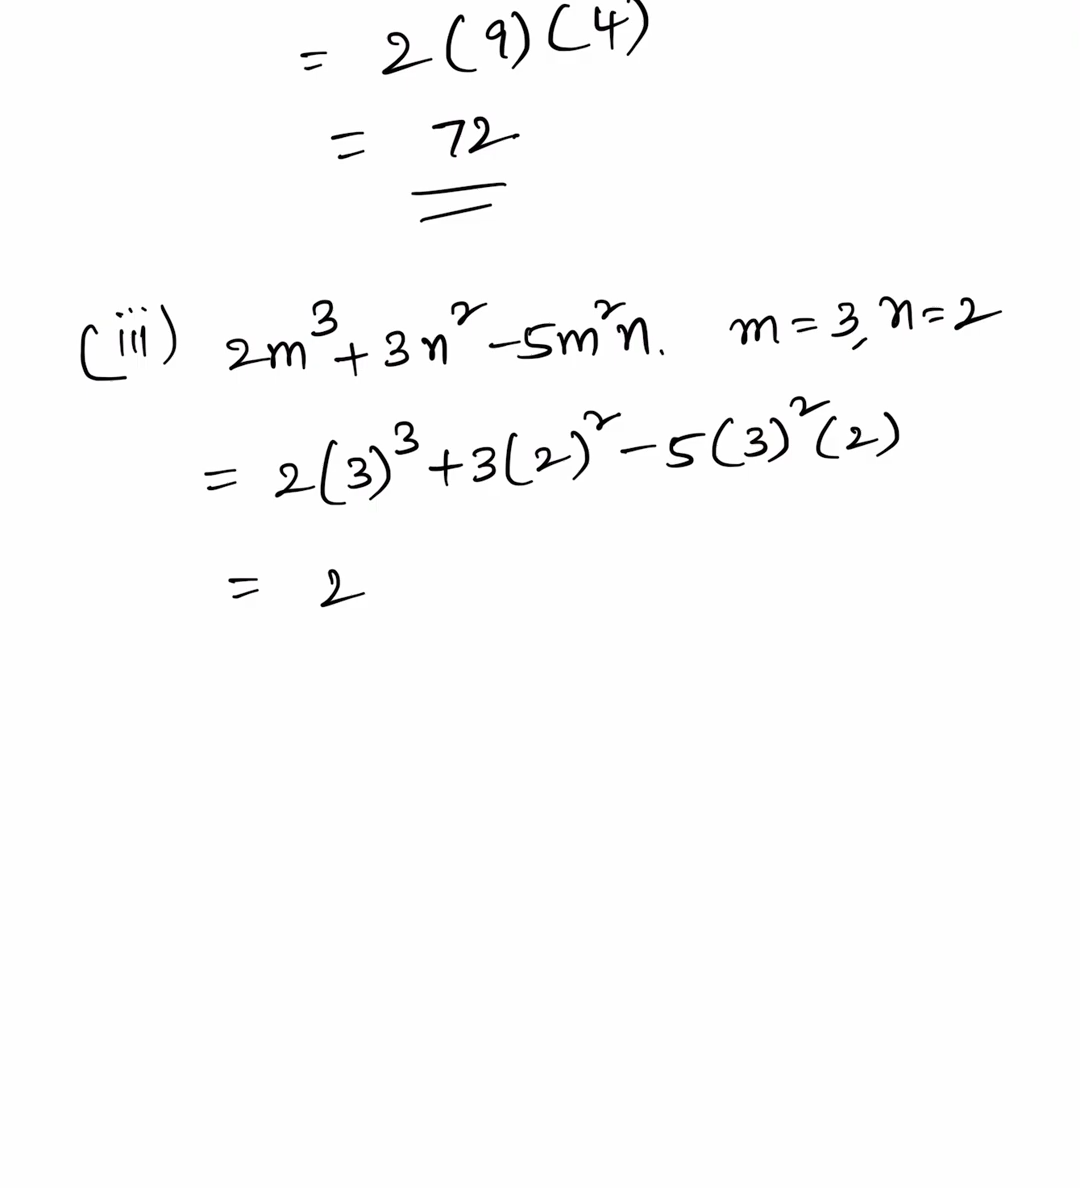 = 2(9)(4)
= 72
(iii) 2m³+3n²-5m²n. m=3, n=2
= 2(3)³+3(2)²-5(3)²(2)
= 2